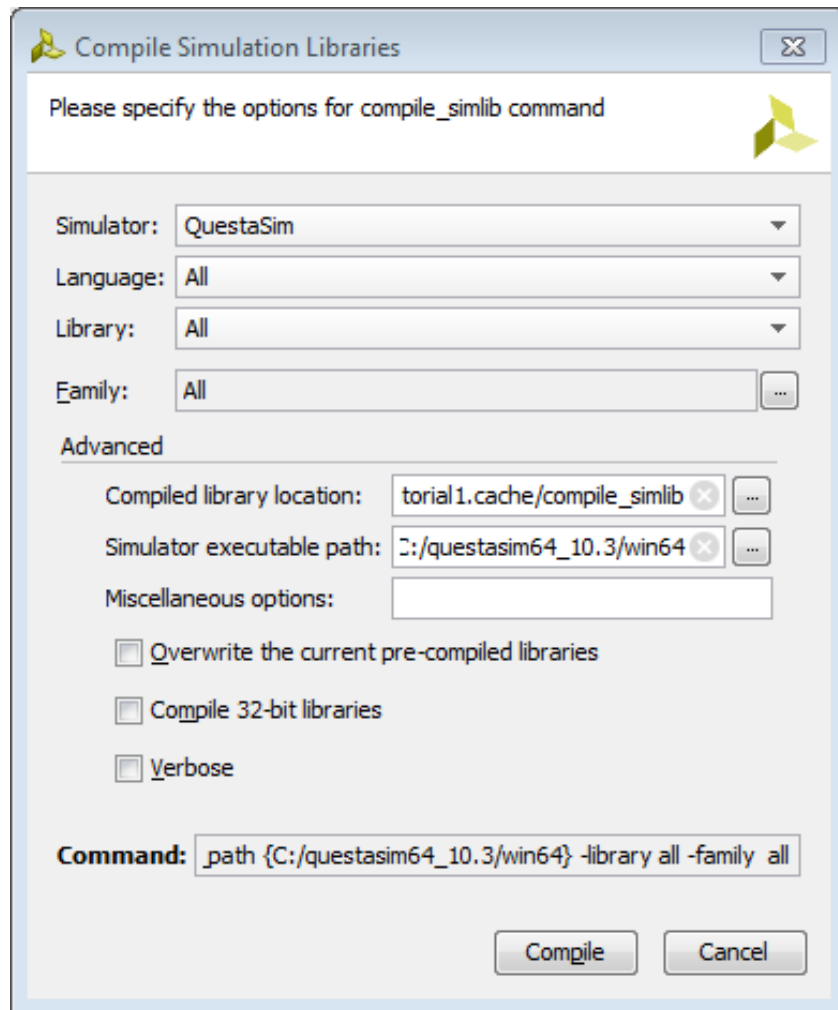 Compile Simulation Libraries
Please specify the options for compile_simlib command
Simulator: QuestaSim
Language: All
Library: All
Family: All ...
Advanced
Compiled library location: torial1.cache/compile_simlib ...
Simulator executable path: C:/questasim64_10.3/win64 ...
Miscellaneous options:
Overwrite the current pre-compiled libraries
Compile 32-bit libraries
Verbose
Command: _path {C:/questasim64_10.3/win64} -library all -family  all
Compile Cancel